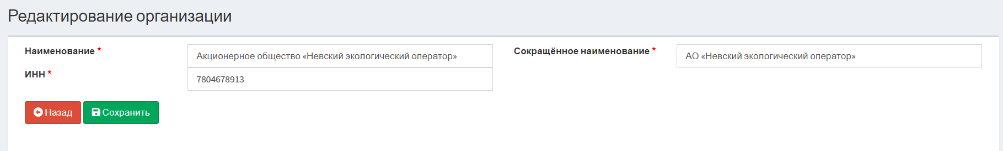 Редактирование организации
Наименование * Акционерное общество «Невский экологический оператор» Сокращённое наименование * АО «Невский экологический оператор»
ИНН * 7804678913
Назад Сохранить